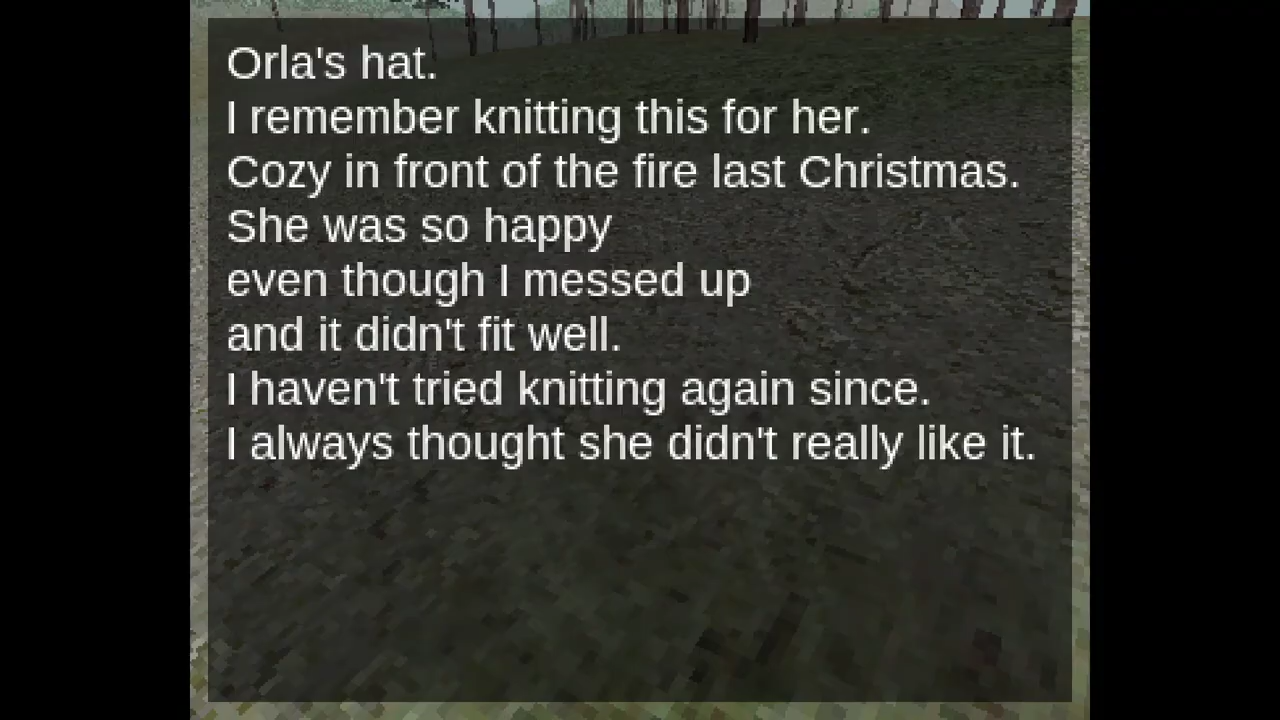 Orla's hat.
I remember knitting this for her.
Cozy in front of the fire last Christmas.
She was so happy
even though I messed up
and it didn't fit well.
I haven't tried knitting again since.
I always thought she didn't really like it.